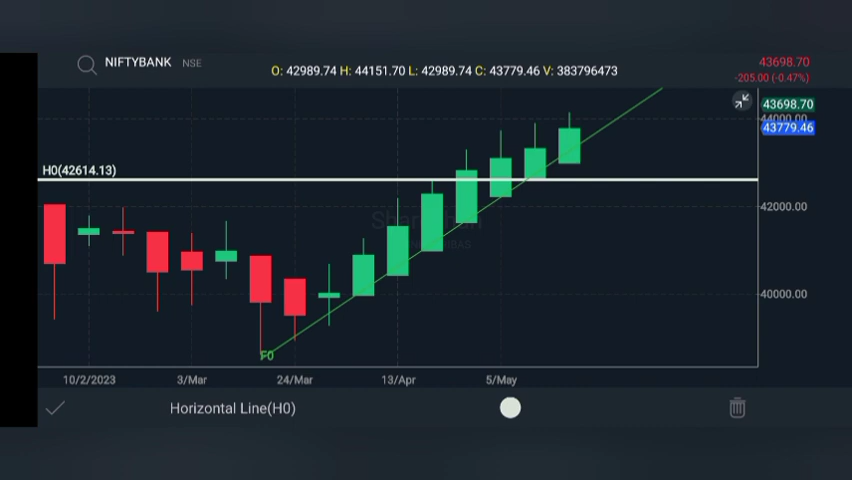 NIFTYBANK NSE
O: 42989.74 H: 44151.70 L: 42989.74 C: 43779.46 V: 383796473
43698.70
-205.00 (-0.47%)
43698.70
44000.00
43779.46
H0(42614.13)
42000.00
40000.00
F0
10/2/2023 3/Mar 24/Mar 13/Apr 5/May
Horizontal Line(H0)